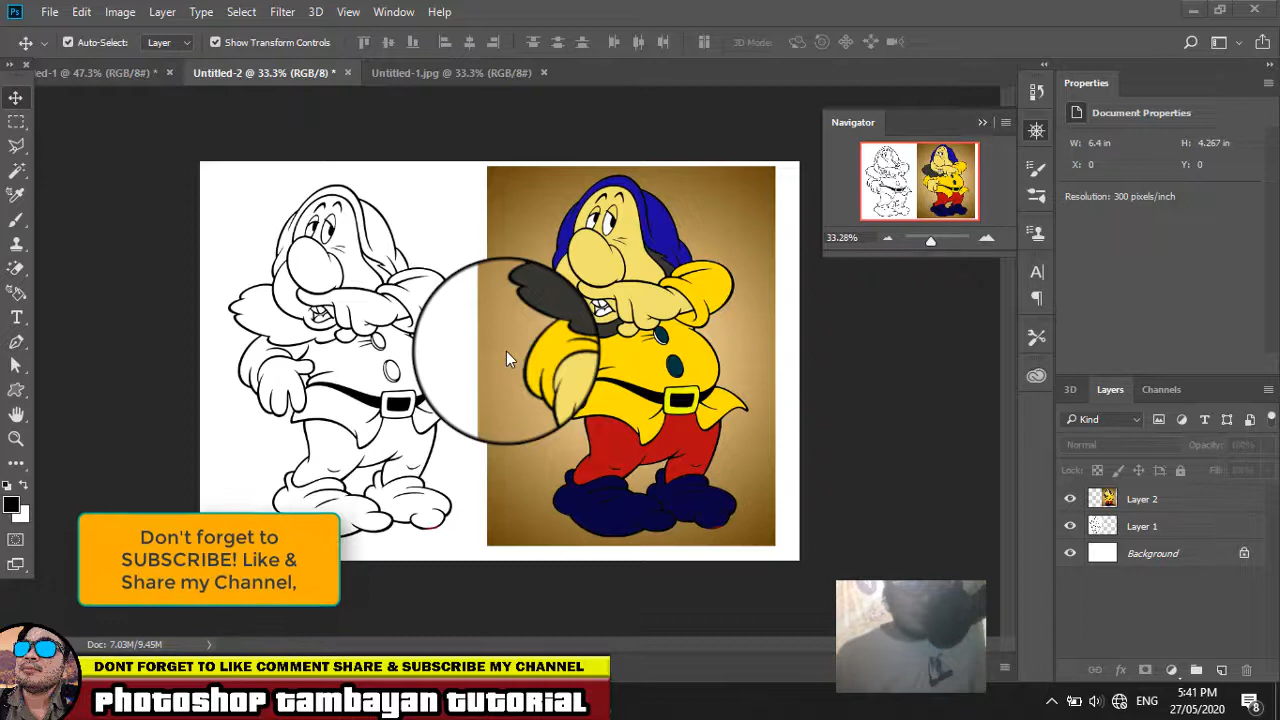 Ps File Edit Image Layer Type Select Filter 3D View Window Help
Auto-Select: Layer Show Transform Controls 3D Mode:
ed-1 @ 47.3% (RGB/8#) * × Untitled-2 @ 33.3% (RGB/8) * × Untitled-1.jpg @ 33.3% (RGB/8#) ×
Navigator
33.28%
Properties
Document Properties
W: 6.4 in H: 4.267 in
X: 0 Y: 0
Resolution: 300 pixels/inch
3D Layers Channels
Kind
Normal Opacity: 100%
Lock: Fill: 100%
Layer 2
Layer 1
Background
Don't forget to
SUBSCRIBE! Like &
Share my Channel,
Doc: 7.03M/9.45M
DONT FORGET TO LIKE COMMENT SHARE & SUBSCRIBE MY CHANNEL
PHOTOSHOP TAMBAYAN TUTORIAL
ENG
5:41 PM
27/05/2020
8